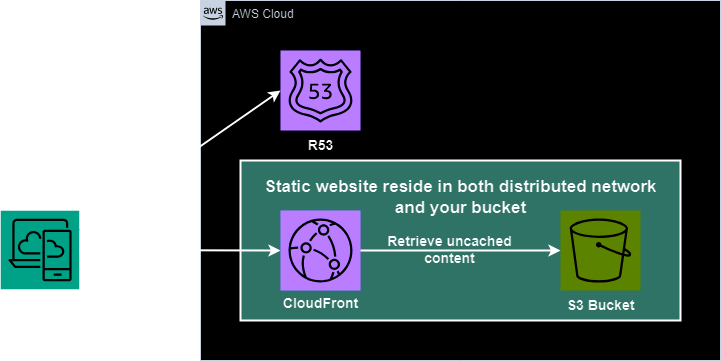 aws
AWS Cloud
53
R53
Static website reside in both distributed network
and your bucket
Retrieve uncached
content
CloudFront
S3 Bucket